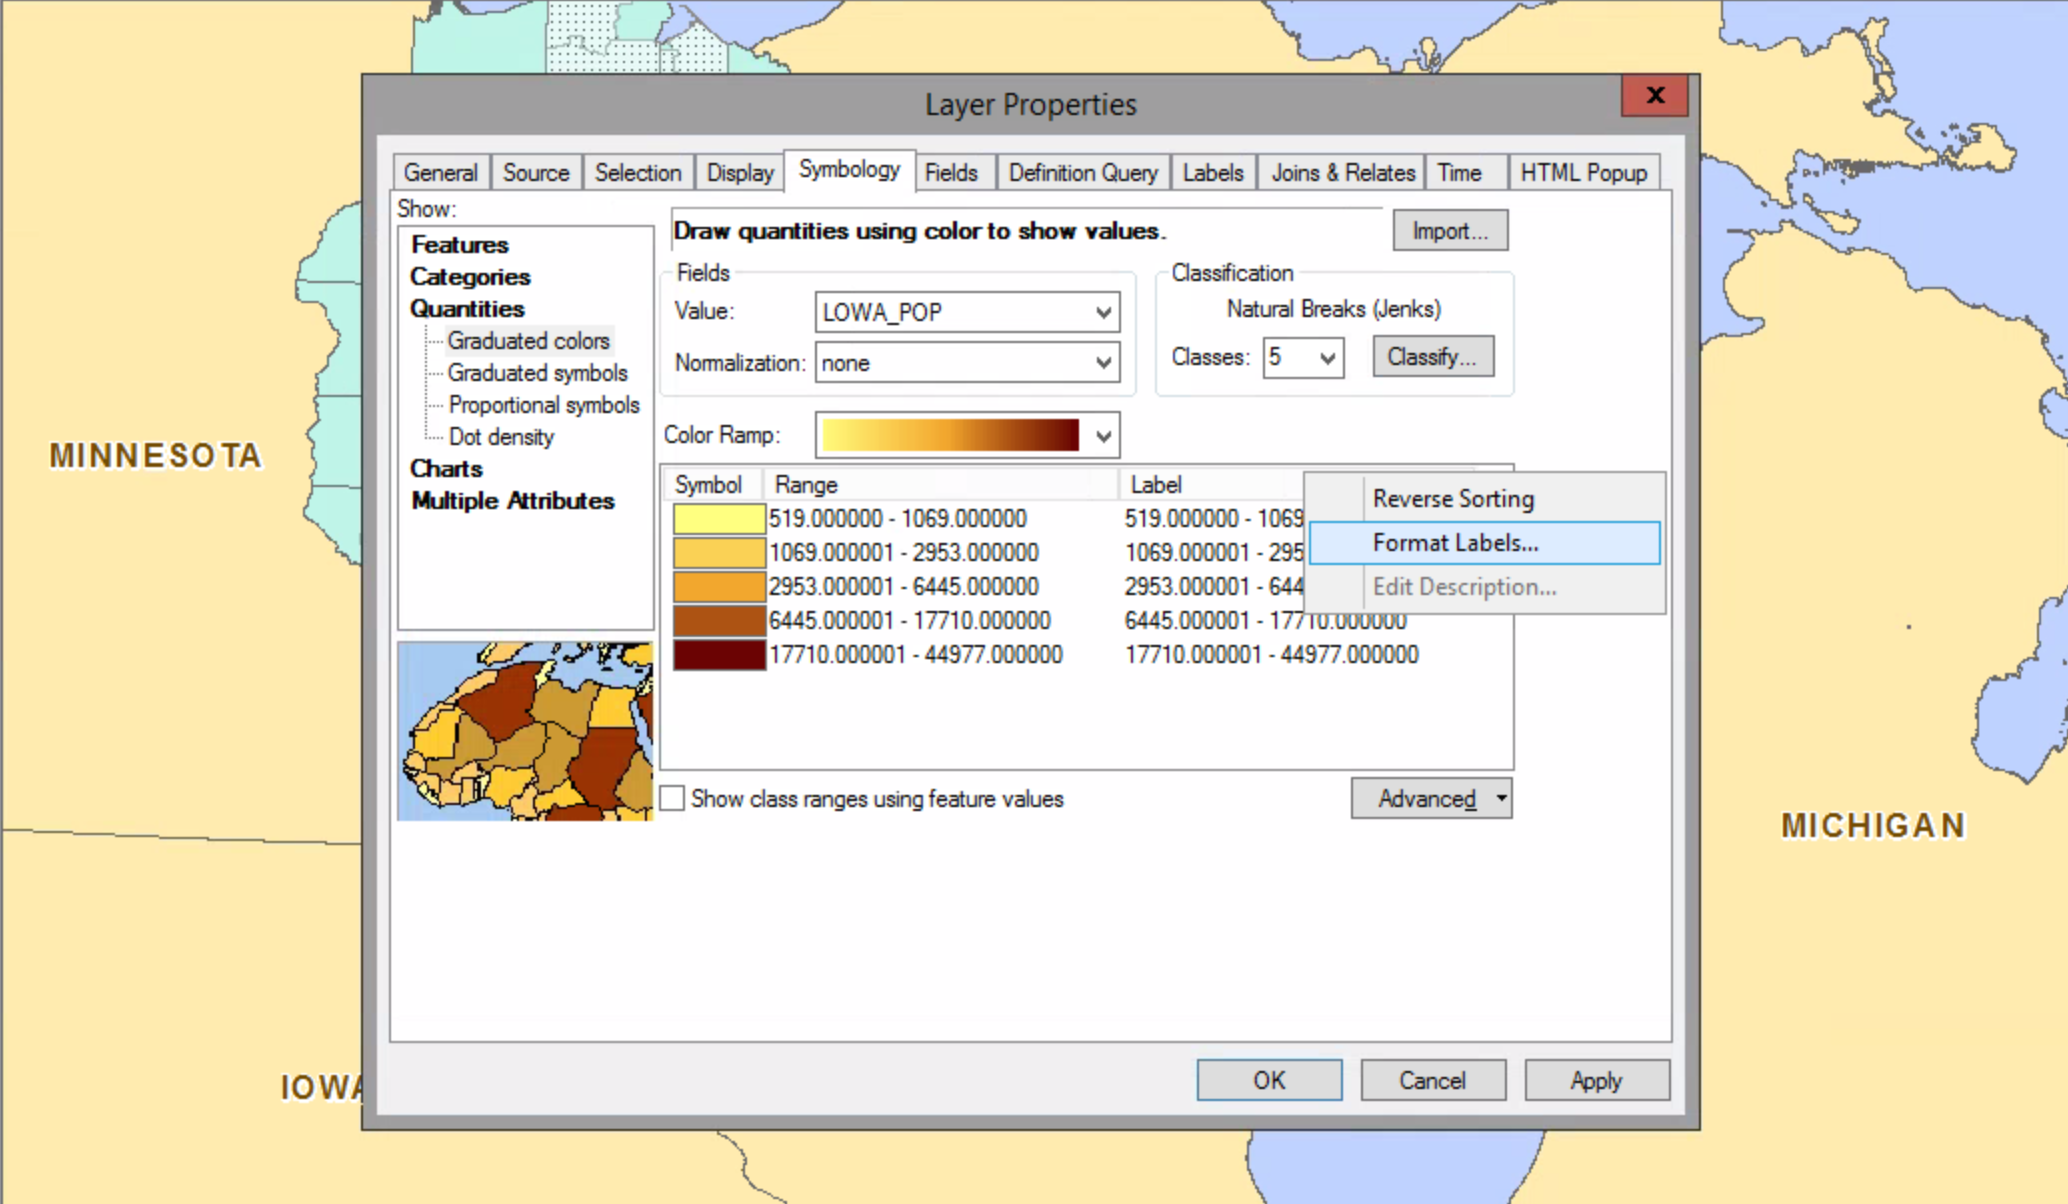 Layer Properties
X
General Source Selection Display Symbology Fields Definition Query Labels Joins & Relates Time HTML Popup
Show:
Features
Categories
Quantities
Graduated colors
Graduated symbols
Proportional symbols
Dot density
Charts
Multiple Attributes
Draw quantities using color to show values.
Import...
Fields
Value: LOWA_POP
Normalization: none
Classification
Natural Breaks (Jenks)
Classes: 5 Classify...
Color Ramp:
Symbol Range Label
519.000000 - 1069.000000 519.000000 - 1069
1069.000001 - 2953.000000 1069.000001 - 295
2953.000001 - 6445.000000 2953.000001 - 644
6445.000001 - 17710.000000 6445.000001 - 17710.000000
17710.000001 - 44977.000000 17710.000001 - 44977.000000
Reverse Sorting
Format Labels...
Edit Description...
Show class ranges using feature values
Advanced
OK Cancel Apply
MINNESOTA
MICHIGAN
IOWA